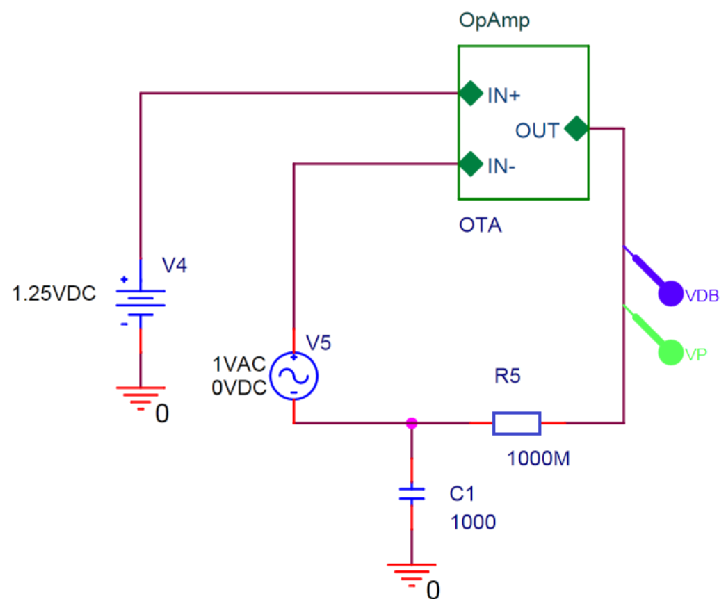 OpAmp
IN+
OUT
IN-
OTA
V4
1.25VDC
0
VDB
VP
V5
1VAC
0VDC
R5
1000M
C1
1000
0